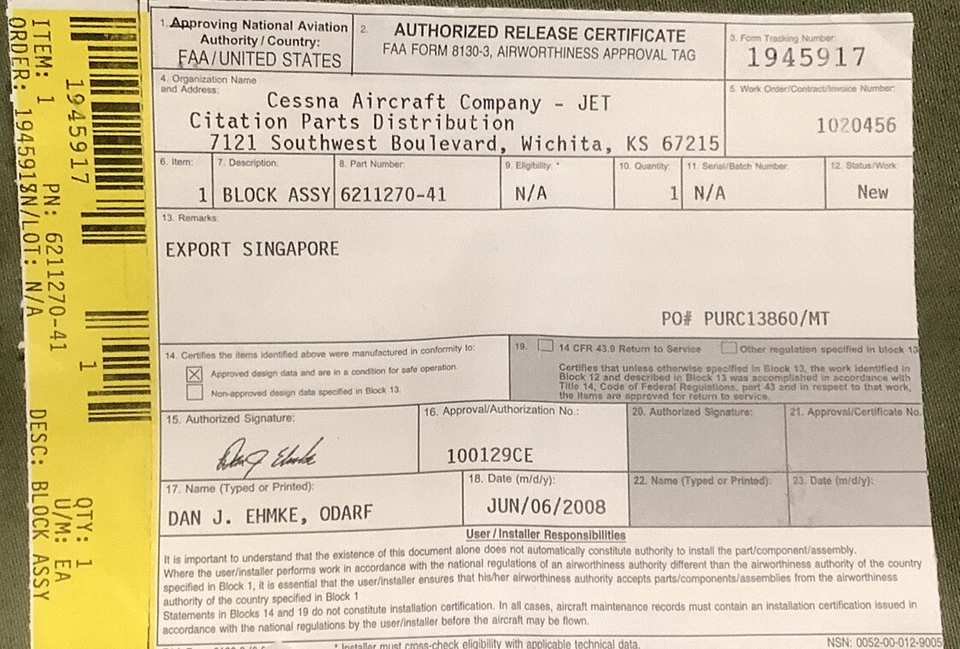 ITEM: 1
ORDER: 1945918N/LOT: N/A
1945917
PN: 6211270-41
1
DESC: BLOCK ASSY
QTY: 1
U/M: EA
1. Approving National Aviation
Authority / Country:
FAA/UNITED STATES
2.
AUTHORIZED RELEASE CERTIFICATE
FAA FORM 8130-3, AIRWORTHINESS APPROVAL TAG
3. Form Tracking Number:
1945917
4. Organization Name
and Address:
Cessna Aircraft Company - JET
Citation Parts Distribution
7121 Southwest Boulevard, Wichita, KS 67215
5. Work Order/Contract/Invoice Number:
1020456
6. Item: 7. Description: 8. Part Number: 9. Eligibility: * 10. Quantity: 11. Serial/Batch Number: 12. Status/Work:
1 BLOCK ASSY 6211270-41 N/A 1 N/A New
13. Remarks:
EXPORT SINGAPORE
PO# PURC13860/MT
14. Certifies the items identified above were manufactured in conformity to:
Approved design data and are in a condition for safe operation.
Non-approved design data specified in Block 13.
19. 14 CFR 43.9 Return to Service Other regulation specified in block 13
Certifies that unless otherwise specified in Block 13, the work identified in
Block 12 and described in Block 13 was accomplished in accordance with
Title 14, Code of Federal Regulations, part 43 and in respect to that work,
the items are approved for return to service.
15. Authorized Signature:
Dan J Ehmke
16. Approval/Authorization No.:
100129CE
20. Authorized Signature:
21. Approval/Certificate No.
17. Name (Typed or Printed):
DAN J. EHMKE, ODARF
18. Date (m/d/y):
JUN/06/2008
22. Name (Typed or Printed):
23. Date (m/d/y):
User / Installer Responsibilities
It is important to understand that the existence of this document alone does not automatically constitute authority to install the part/component/assembly.
Where the user/installer performs work in accordance with the national regulations of an airworthiness authority different than the airworthiness authority of the country
specified in Block 1, it is essential that the user/installer ensures that his/her airworthiness authority accepts parts/components/assemblies from the airworthiness
authority of the country specified in Block 1
Statements in Blocks 14 and 19 do not constitute installation certification. In all cases, aircraft maintenance records must contain an installation certification issued in
accordance with the national regulations by the user/installer before the aircraft may be flown.
* Installer must cross-check eligibility with applicable technical data.
NSN: 0052-00-012-9005